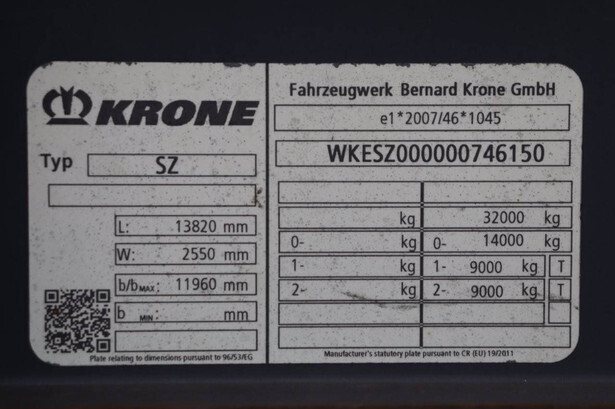 KRONE
Typ SZ
L: 13820 mm
W: 2550 mm
b/bMAX: 11960 mm
b MIN.: mm
Plate relating to dimensions pursuant to 96/53/EG
Fahrzeugwerk Bernard Krone GmbH
e1*2007/46*1045
WKESZ000000746150
kg 32000 kg
0- kg 0- 14000 kg
1- kg 1- 9000 kg T
2- kg 2- 9000 kg T
Manufacturer's statutory plate pursuant to CR (EU) 19/2011